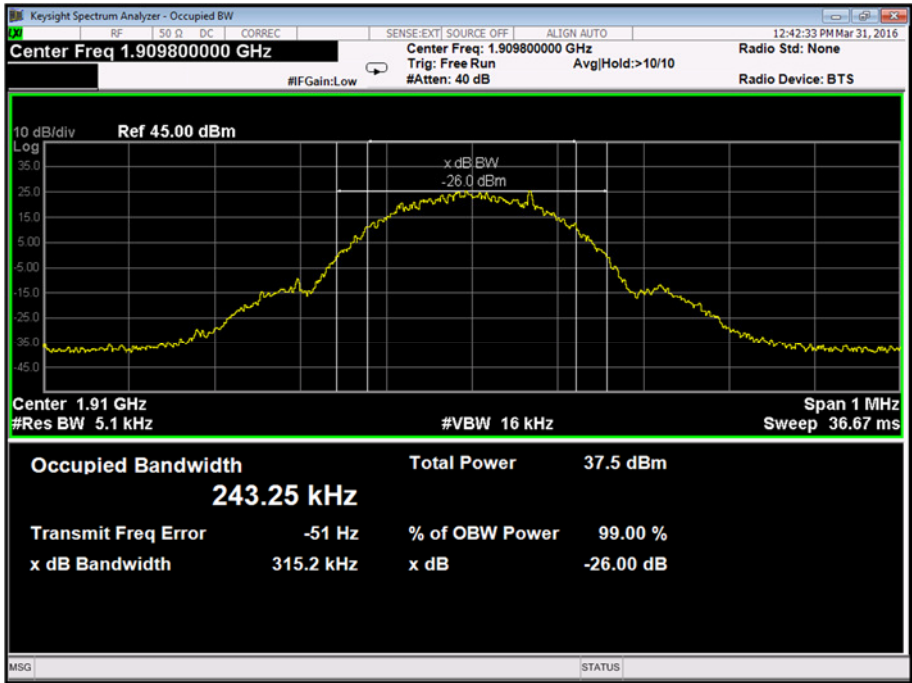 Keysight Spectrum Analyzer - Occupied BW
LXI RF 50 Ω DC CORREC SENSE:EXT SOURCE OFF ALIGN AUTO 12:42:33 PM Mar 31, 2016
Center Freq 1.909800000 GHz Center Freq: 1.909800000 GHz Radio Std: None
Trig: Free Run Avg|Hold:>10/10
#IFGain:Low #Atten: 40 dB Radio Device: BTS
10 dB/div Ref 45.00 dBm
Log
35.0
x dB BW
-26.0 dBm
25.0
15.0
5.00
-5.00
-15.0
-25.0
-35.0
-45.0
Center 1.91 GHz Span 1 MHz
#Res BW 5.1 kHz #VBW 16 kHz Sweep 36.67 ms
Occupied Bandwidth Total Power 37.5 dBm
243.25 kHz
Transmit Freq Error -51 Hz % of OBW Power 99.00 %
x dB Bandwidth 315.2 kHz x dB -26.00 dB
MSG STATUS